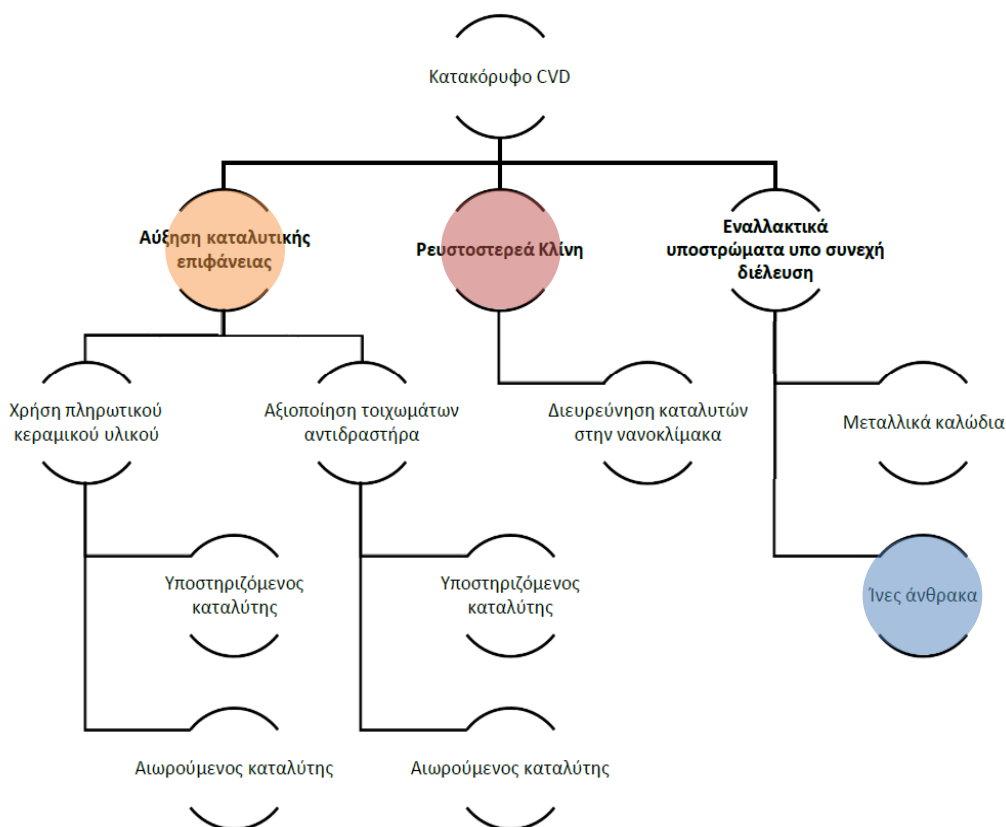 Κατακόρυφο CVD
Αύξηση καταλυτικής
επιφάνειας
Ρευστοστερεά Κλίνη
Εναλλακτικά
υποστρώματα υπο συνεχή
διέλευση
Χρήση πληρωτικού
κεραμικού υλικού
Αξιοποίηση τοιχωμάτων
αντιδραστήρα
Διευρεύνηση καταλυτών
στην νανοκλίμακα
Μεταλλικά καλώδια
Υποστηριζόμενος
καταλύτης
Υποστηριζόμενος
καταλύτης
Ίνες άνθρακα
Αιωρούμενος καταλύτης
Αιωρούμενος καταλύτης